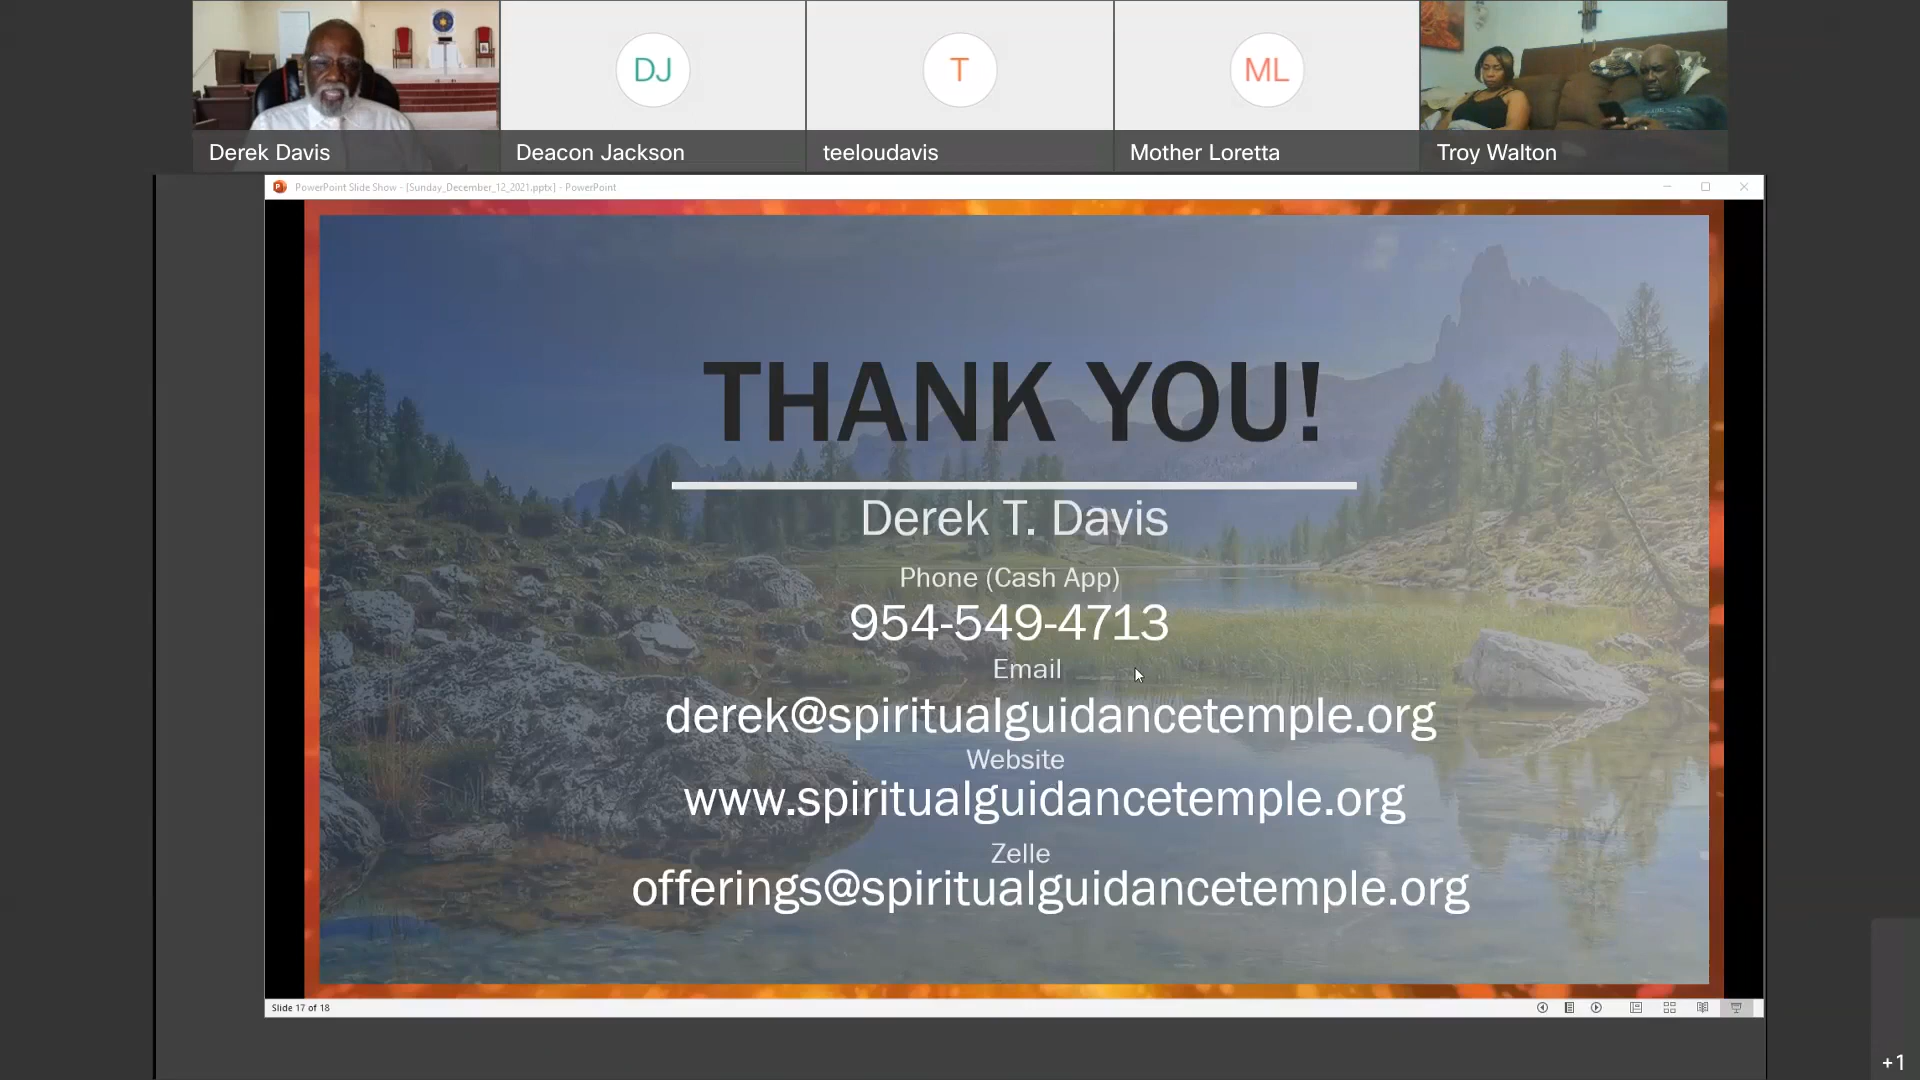 DJ
T
ML
Derek Davis
Deacon Jackson
teeloudavis
Mother Loretta
Troy Walton
PowerPoint Slide Show - [Sunday_December_12_2021.pptx] - PowerPoint
THANK YOU!
Derek T. Davis
Phone (Cash App)
954-549-4713
Email
derek@spiritualguidancetemple.org
Website
www.spiritualguidancetemple.org
Zelle
offerings@spiritualguidancetemple.org
Slide 17 of 18
+1